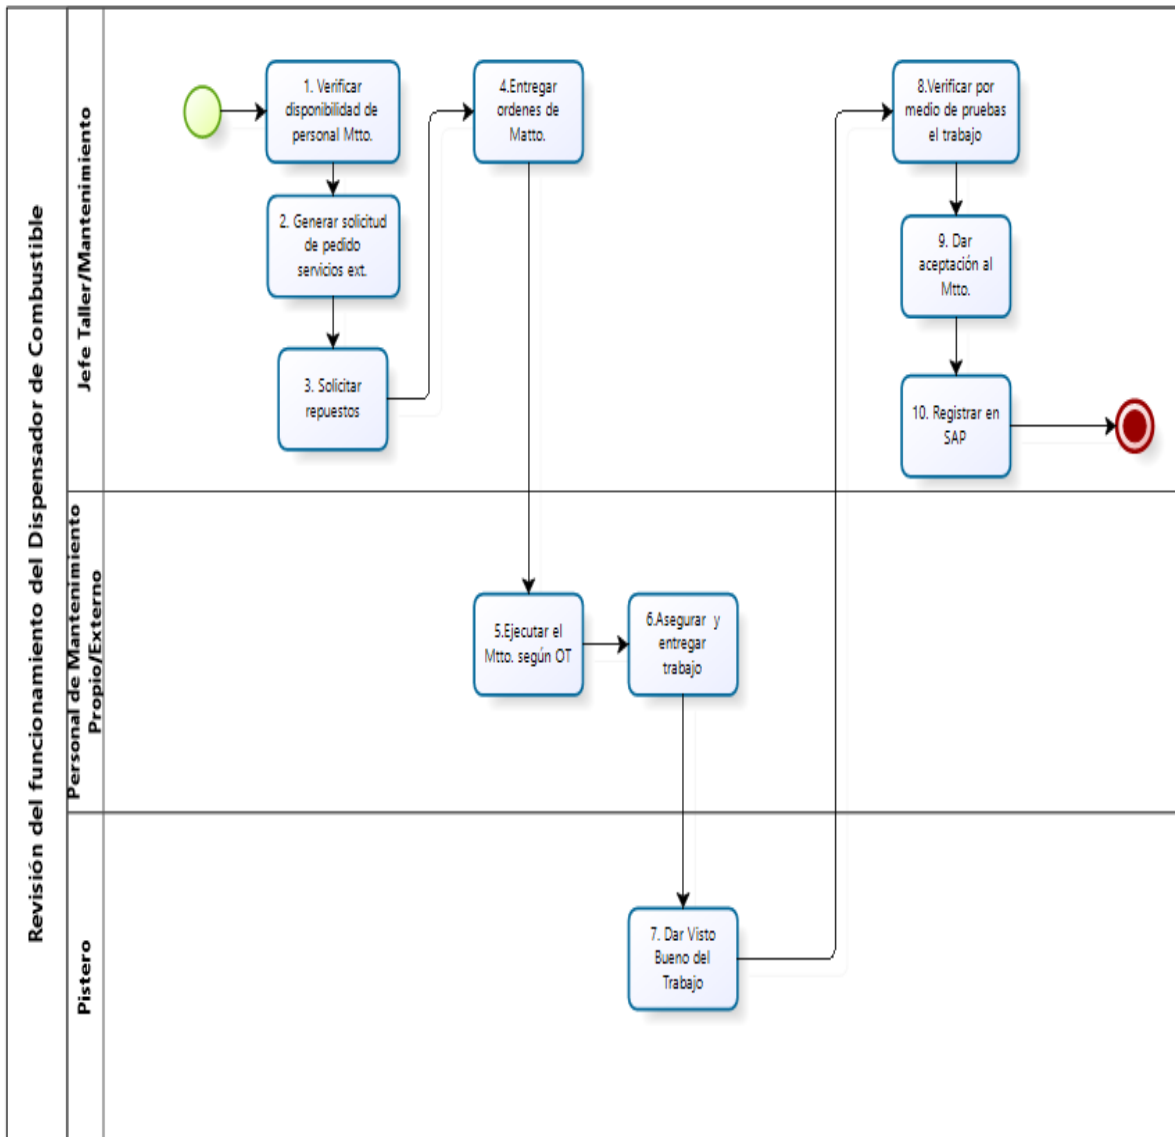 Revisión del funcionamiento del Dispensador de Combustible
Jefe Taller/Mantenimiento
1. Verificar
disponibilidad de
personal Mtto.
2. Generar solicitud
de pedido
servicios ext.
3. Solicitar
repuestos
4.Entregar
ordenes de
Matto.
8.Verificar por
medio de pruebas
el trabajo
9. Dar
aceptación al
Mtto.
10. Registrar en
SAP
Personal de Mantenimiento
Propio/Externo
5.Ejecutar el
Mtto. según OT
6.Asegurar y
entregar
trabajo
Pistero
7. Dar Visto
Bueno del
Trabajo